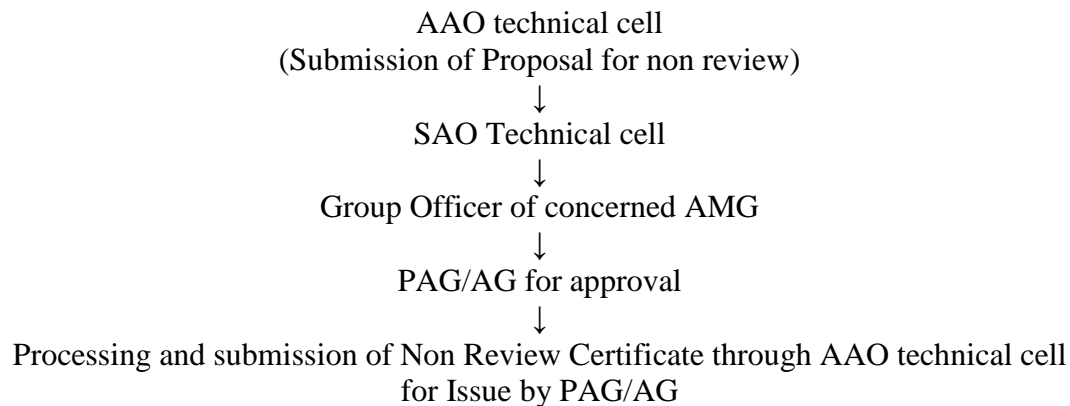 AAO technical cell
(Submission of Proposal for non review)
↓
SAO Technical cell
↓
Group Officer of concerned AMG
↓
PAG/AG for approval
↓
Processing and submission of Non Review Certificate through AAO technical cell
for Issue by PAG/AG